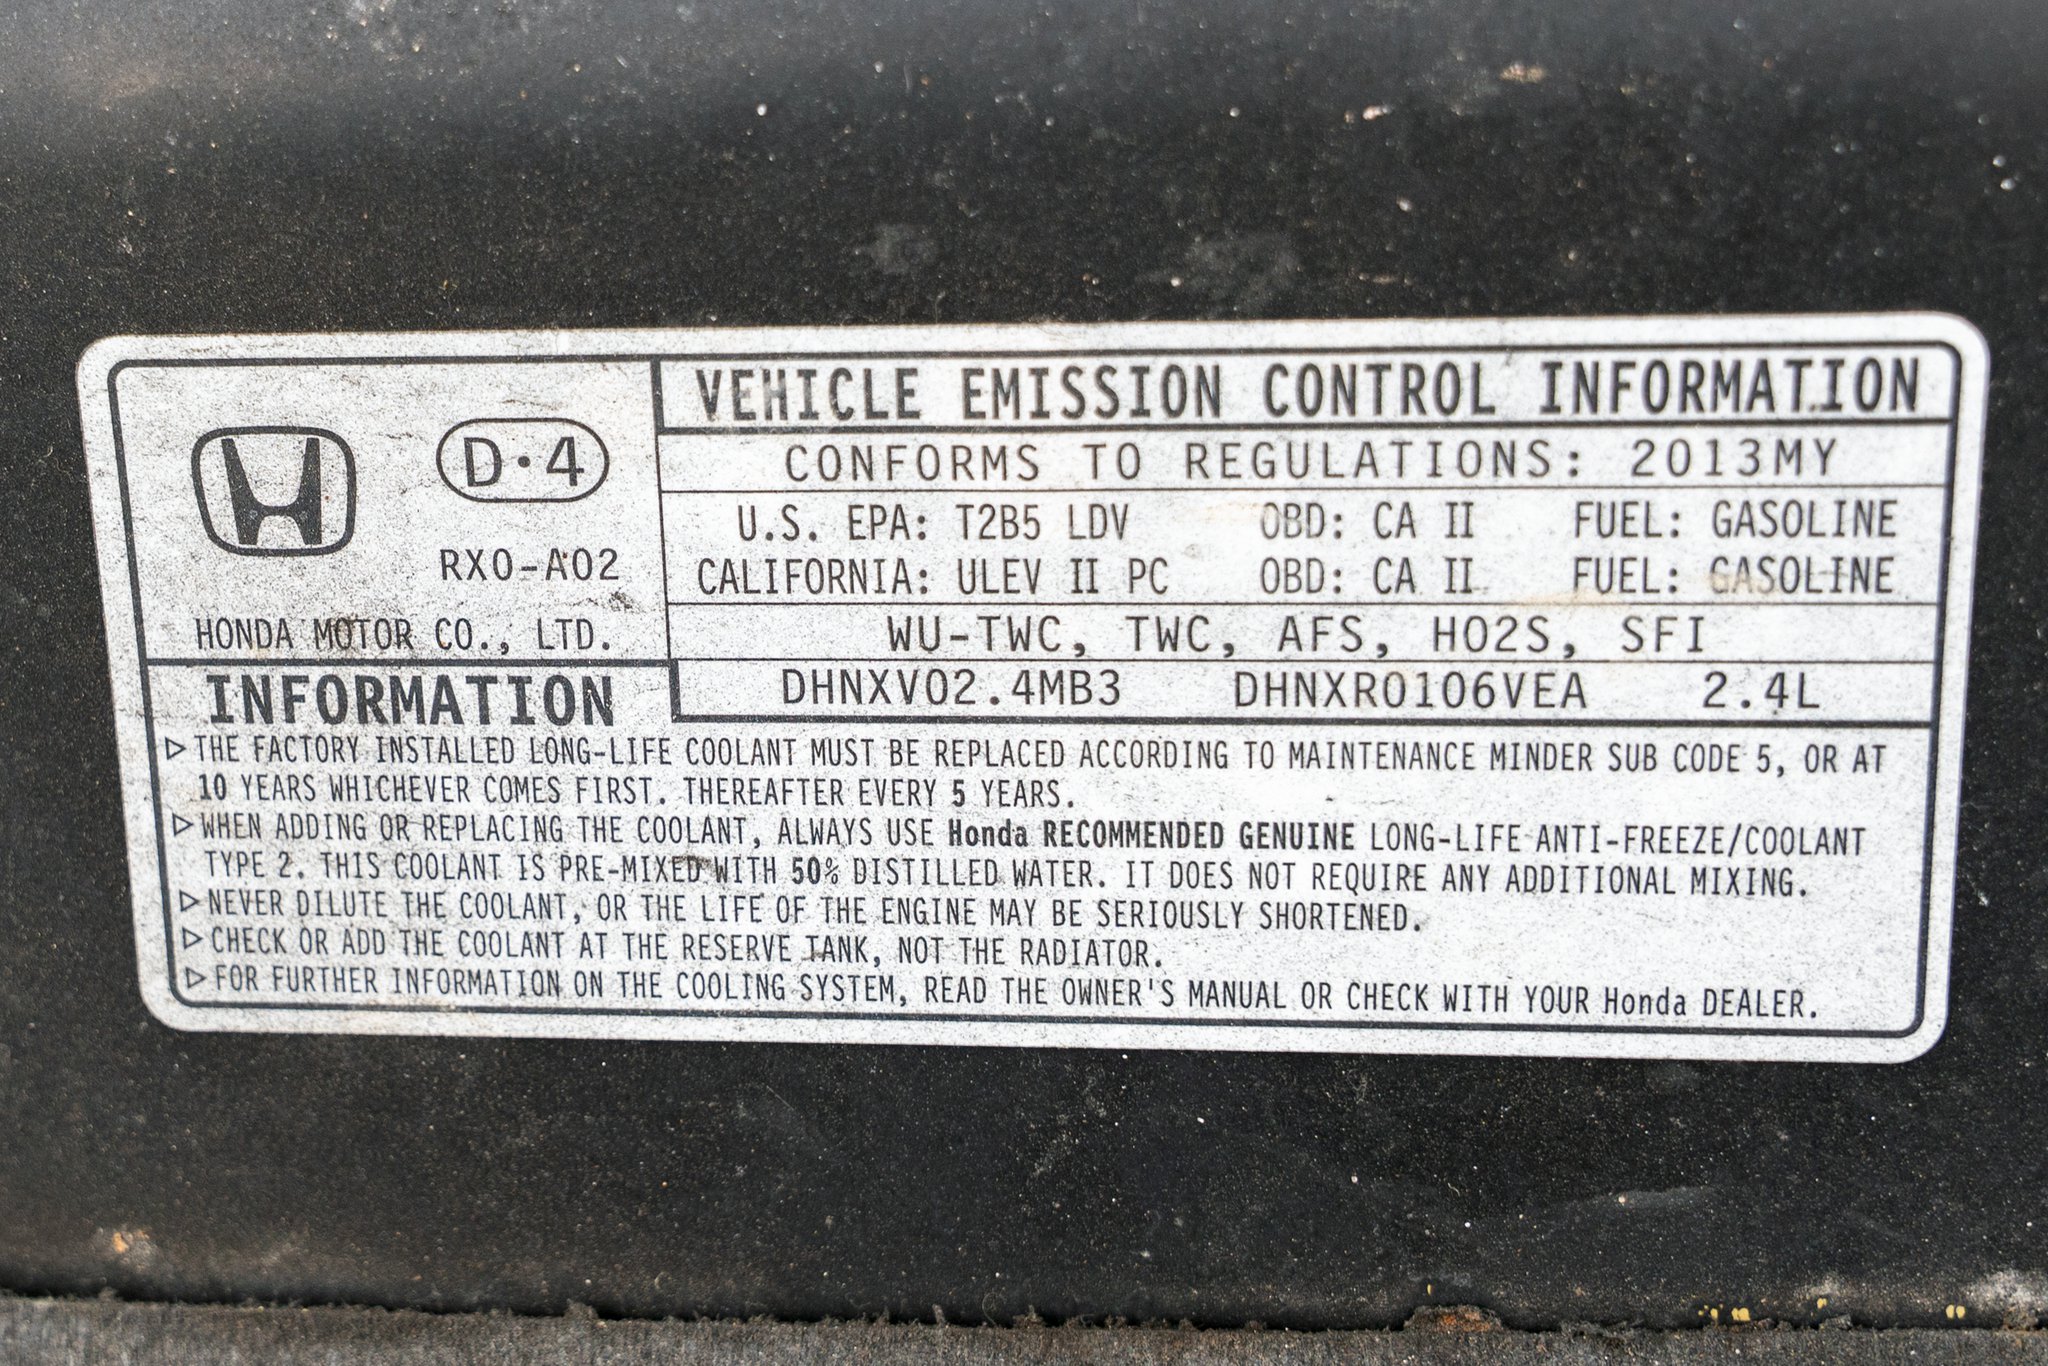 D·4
RX0-A02
HONDA MOTOR CO., LTD.
VEHICLE EMISSION CONTROL INFORMATION
CONFORMS TO REGULATIONS: 2013MY
U.S. EPA: T2B5 LDV OBD: CA II FUEL: GASOLINE
CALIFORNIA: ULEV II PC OBD: CA II FUEL: GASOLINE
WU-TWC, TWC, AFS, HO2S, SFI
DHNXV02.4MB3 DHNXR0106VEA 2.4L
INFORMATION
▷THE FACTORY INSTALLED LONG-LIFE COOLANT MUST BE REPLACED ACCORDING TO MAINTENANCE MINDER SUB CODE 5, OR AT
10 YEARS WHICHEVER COMES FIRST. THEREAFTER EVERY 5 YEARS.
▷WHEN ADDING OR REPLACING THE COOLANT, ALWAYS USE Honda RECOMMENDED GENUINE LONG-LIFE ANTI-FREEZE/COOLANT
TYPE 2. THIS COOLANT IS PRE-MIXED WITH 50% DISTILLED WATER. IT DOES NOT REQUIRE ANY ADDITIONAL MIXING.
▷NEVER DILUTE THE COOLANT, OR THE LIFE OF THE ENGINE MAY BE SERIOUSLY SHORTENED.
▷CHECK OR ADD THE COOLANT AT THE RESERVE TANK, NOT THE RADIATOR.
▷FOR FURTHER INFORMATION ON THE COOLING SYSTEM, READ THE OWNER'S MANUAL OR CHECK WITH YOUR Honda DEALER.